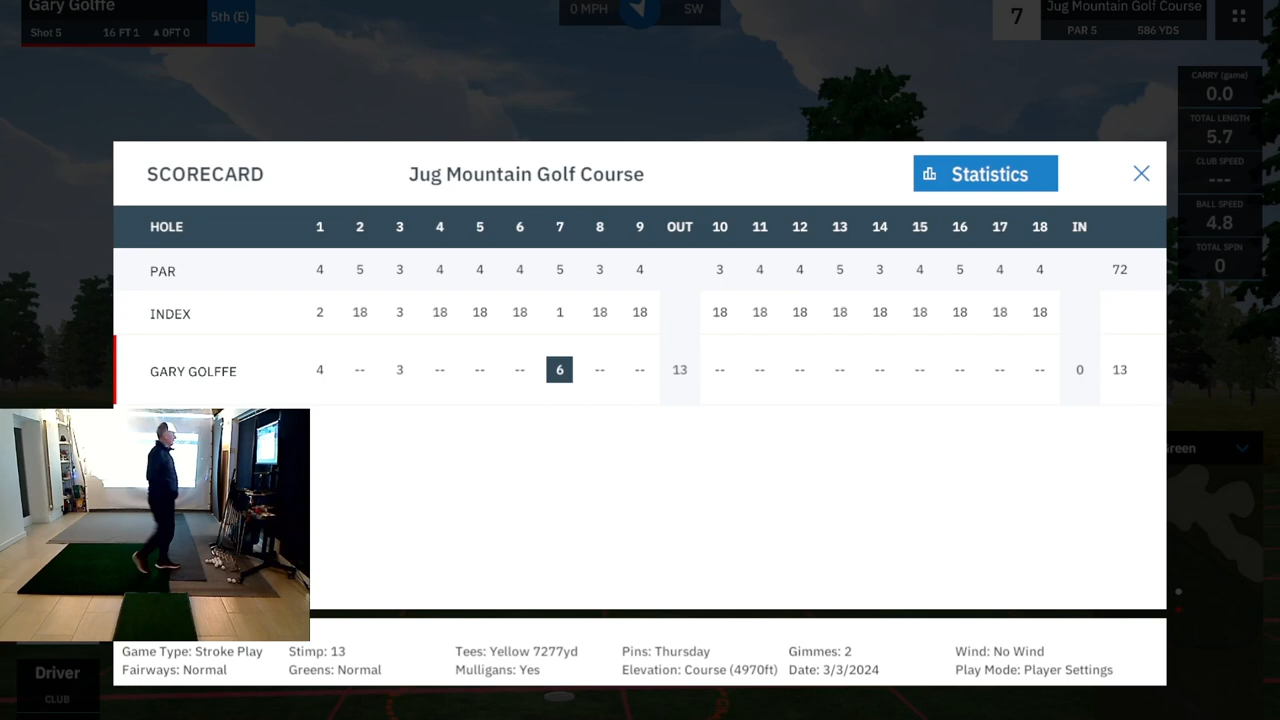 Gary Golffe
5th (E)
Shot 5 16 FT 1 ▲0FT 0
0 MPH SW
7
Jug Mountain Golf Course
PAR 5 586 YDS
CARRY (game)
0.0
TOTAL LENGTH
5.7
CLUB SPEED
---
BALL SPEED
4.8
TOTAL SPIN
0
SCORECARD Jug Mountain Golf Course Statistics
HOLE 1 2 3 4 5 6 7 8 9 OUT 10 11 12 13 14 15 16 17 18 IN
PAR 4 5 3 4 4 4 5 3 4 3 4 4 5 3 4 5 4 4 72
INDEX 2 18 3 18 18 18 1 18 18 18 18 18 18 18 18 18 18 18
GARY GOLFFE 4 -- 3 -- -- -- 6 -- -- 13 -- -- -- -- -- -- -- -- -- 0 13
Game Type: Stroke Play Stimp: 13 Tees: Yellow 7277yd Pins: Thursday Gimmes: 2 Wind: No Wind
Fairways: Normal Greens: Normal Mulligans: Yes Elevation: Course (4970ft) Date: 3/3/2024 Play Mode: Player Settings
Driver
CLUB